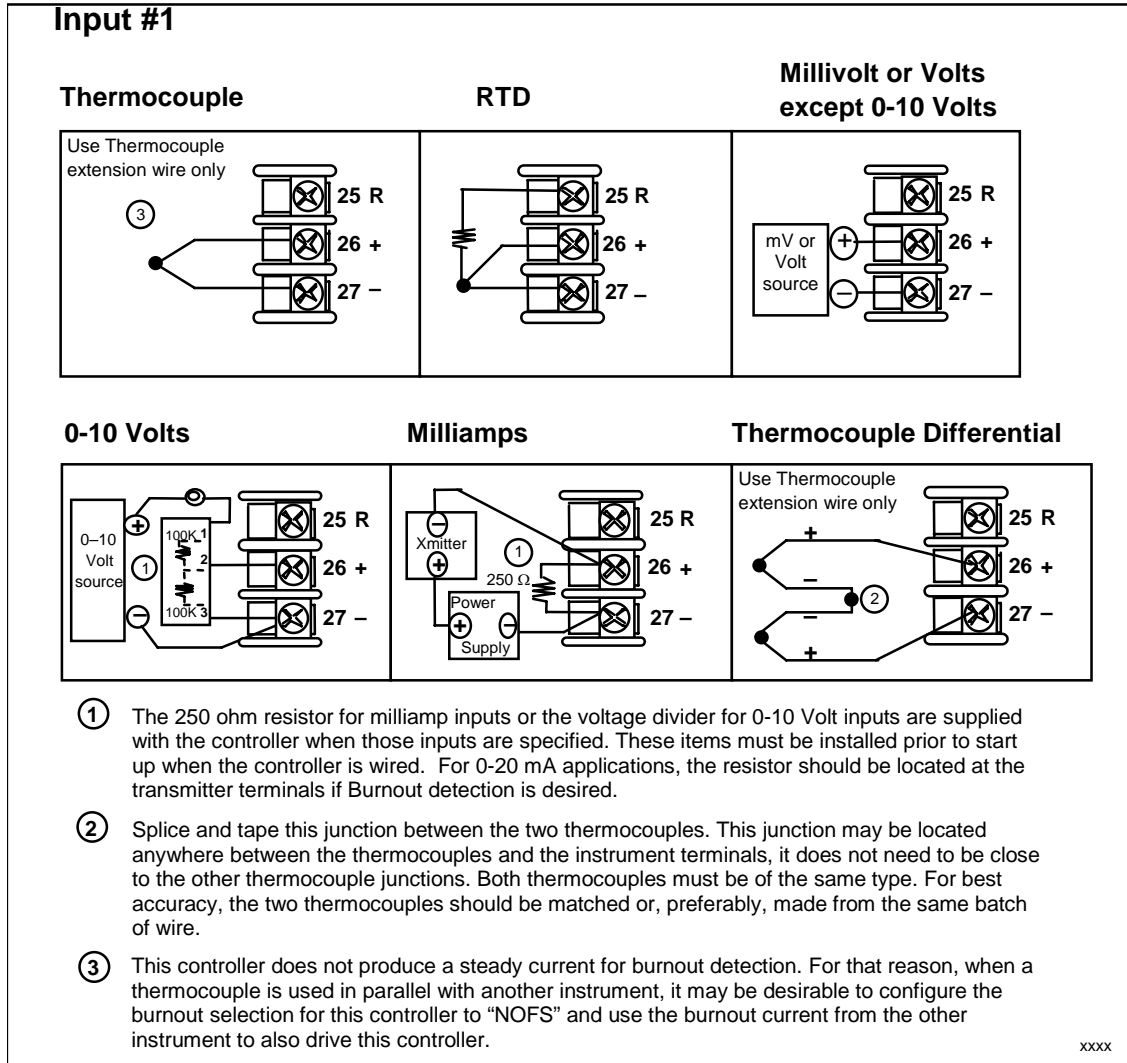 Input #1
Thermocouple
RTD
Millivolt or Volts
except 0-10 Volts
Use Thermocouple
extension wire only
3
25 R
26 +
27 –
25 R
26 +
27 –
mV or
Volt
source
+
–
25 R
26 +
27 –
0-10 Volts
Milliamps
Thermocouple Differential
0–10
Volt
source
+
–
1
100K 1
2
100K 3
25 R
26 +
27 –
–
Xmitter
+
1
250 Ω
Power
+ –
Supply
25 R
26 +
27 –
Use Thermocouple
extension wire only
+
–
2
–
+
25 R
26 +
27 –
1 The 250 ohm resistor for milliamp inputs or the voltage divider for 0-10 Volt inputs are supplied
with the controller when those inputs are specified. These items must be installed prior to start
up when the controller is wired. For 0-20 mA applications, the resistor should be located at the
transmitter terminals if Burnout detection is desired.
2 Splice and tape this junction between the two thermocouples. This junction may be located
anywhere between the thermocouples and the instrument terminals, it does not need to be close
to the other thermocouple junctions. Both thermocouples must be of the same type. For best
accuracy, the two thermocouples should be matched or, preferably, made from the same batch
of wire.
3 This controller does not produce a steady current for burnout detection. For that reason, when a
thermocouple is used in parallel with another instrument, it may be desirable to configure the
burnout selection for this controller to “NOFS” and use the burnout current from the other
instrument to also drive this controller.
xxxx